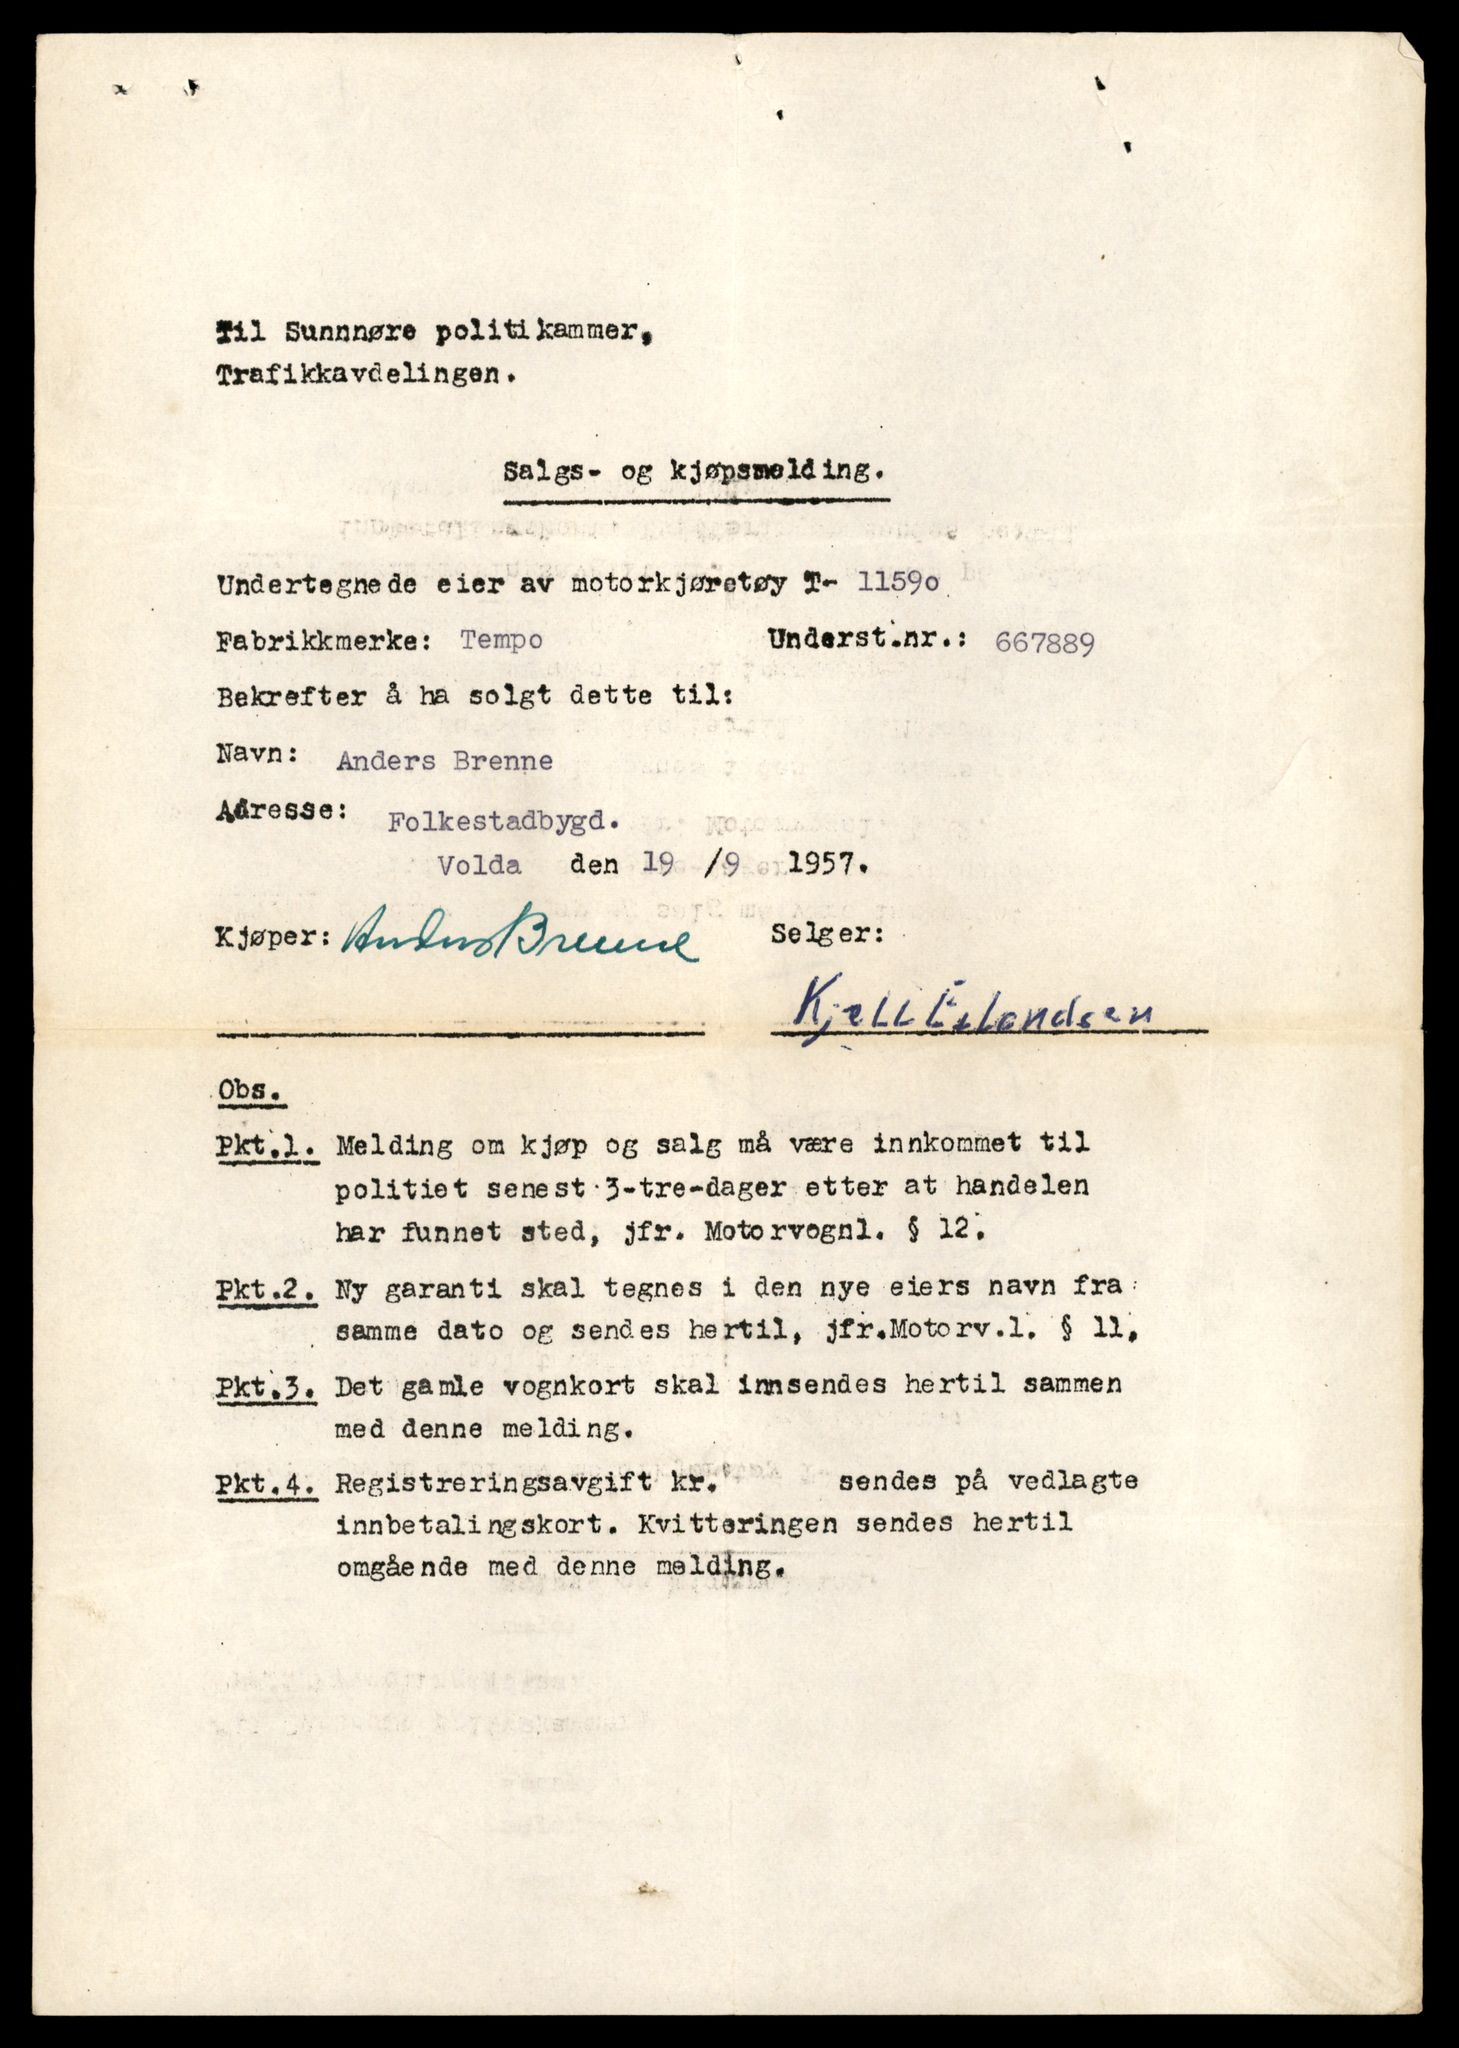 Til Sunnnøre politikammer,
Trafikkavdelingen.
Salgs- og kjøpsmelding.
Undertegnede eier av motorkjøretøy T- 1159o
Fabrikkmerke: Tempo Underst.nr.: 667889
Bekrefter å ha solgt dette til:
Navn: Anders Brenne
Adresse: Folkestadbygd.
Volda den 19 /9 1957.
Kjøper: Anders Brenne Selger:
Kjell
Obs.
Pkt.1. Melding om kjøp og salg må være innkommet til
politiet senest 3-tre-dager etter at handelen
har funnet sted, jfr. Motorvognl. § 12.
Pkt.2. Ny garanti skal tegnes i den nye eiers navn fra
samme dato og sendes hertil, jfr.Motorv.l. § 11.
Pkt.3. Det gamle vognkort skal innsendes hertil sammen
med denne melding.
Pkt.4. Registreringsavgift kr. sendes på vedlagte
innbetalingskort. Kvitteringen sendes hertil
omgående med denne melding.